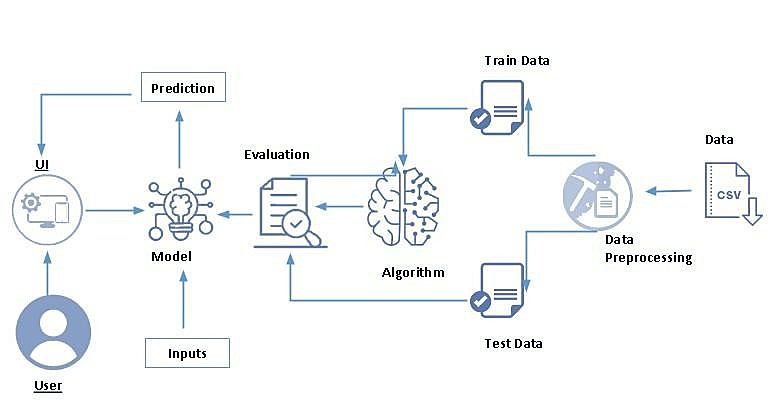 Train Data
Prediction
Data
Evaluation
UI
CSV
Data
Preprocessing
Model
Algorithm
Test Data
Inputs
User